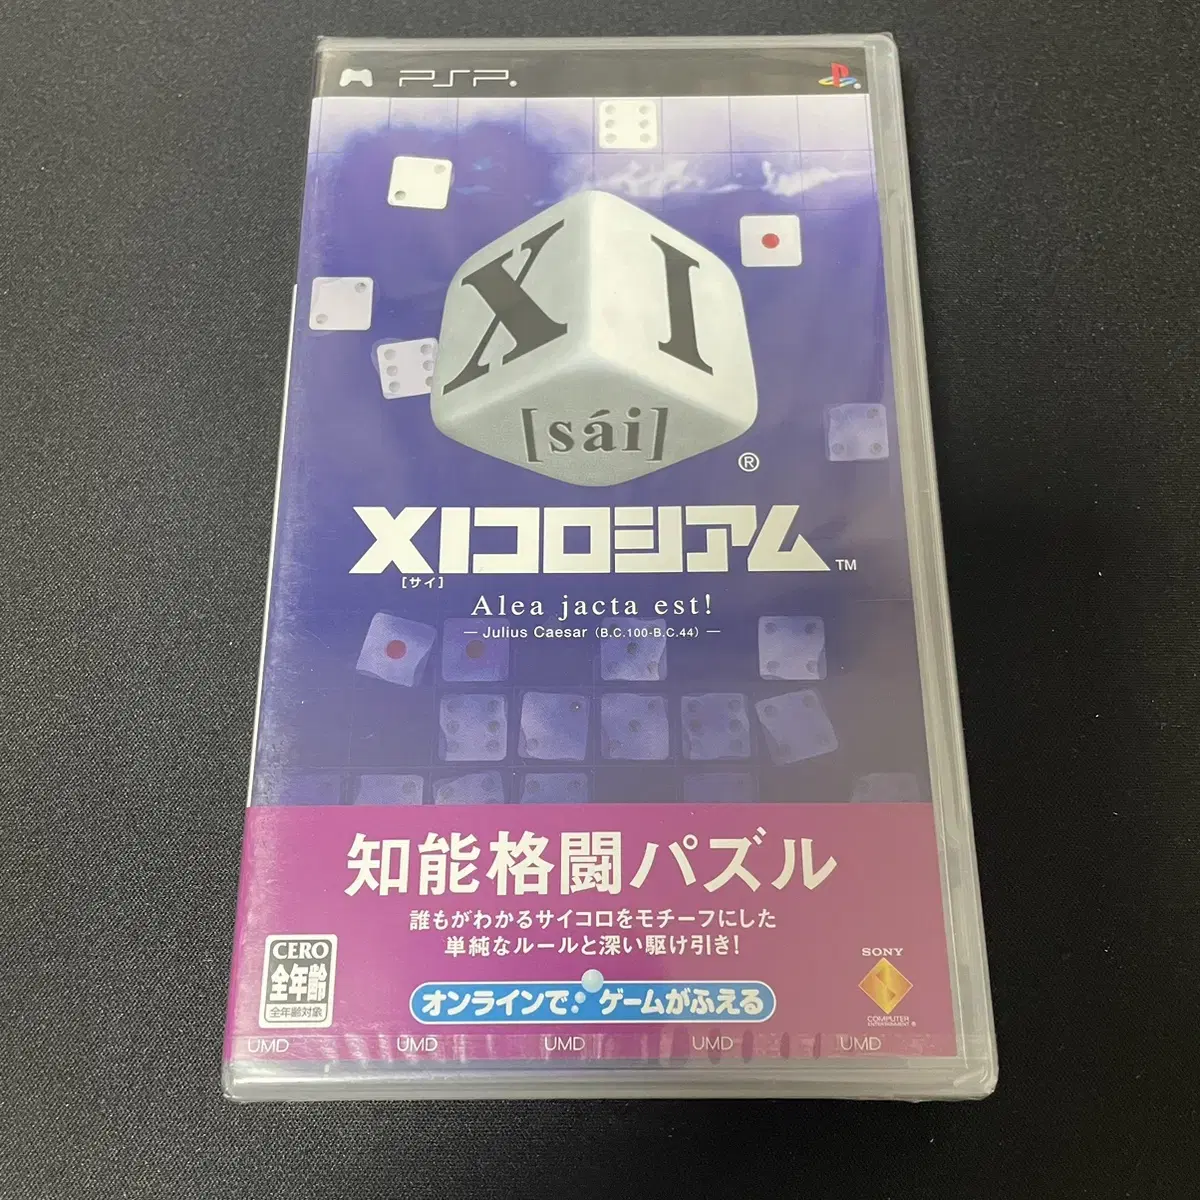 PSP
XI
[sái]
®
XIコロシアム™
[サイ]
Alea jacta est!
— Julius Caesar (B.C.100-B.C.44) —
知能格闘パズル
誰もがわかるサイコロをモチーフにした
単純なルールと深い駆け引き!
CERO
全年齢
全年齢対象
オンラインで:ゲームがふえる
SONY
COMPUTER
ENTERTAINMENT®
UMD UMD UMD UMD UMD